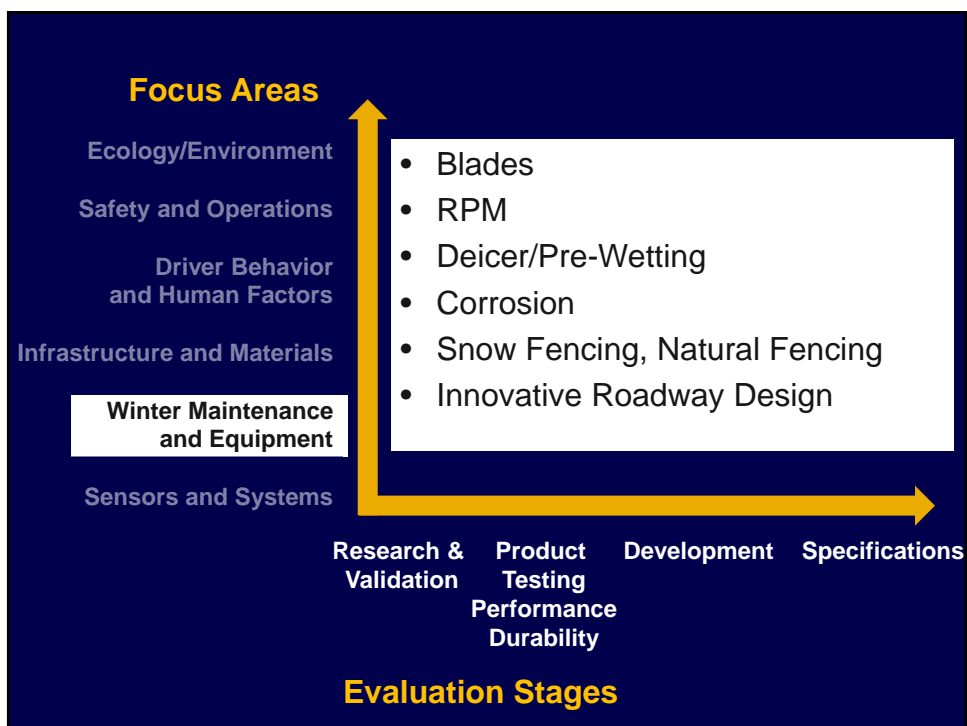 Focus Areas
Ecology/Environment
Safety and Operations
Driver Behavior
and Human Factors
Infrastructure and Materials
Winter Maintenance
and Equipment
Sensors and Systems
• Blades
• RPM
• Deicer/Pre-Wetting
• Corrosion
• Snow Fencing, Natural Fencing
• Innovative Roadway Design
Research &
Validation
Product
Testing
Performance
Durability
Development
Specifications
Evaluation Stages